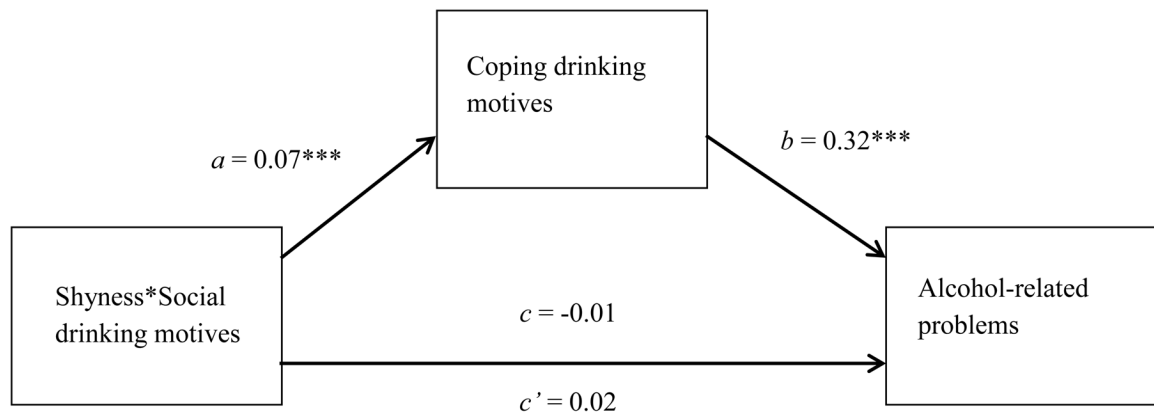 Coping drinking
motives
a = 0.07***
b = 0.32***
Shyness*Social
drinking motives
c = -0.01
c’ = 0.02
Alcohol-related
problems